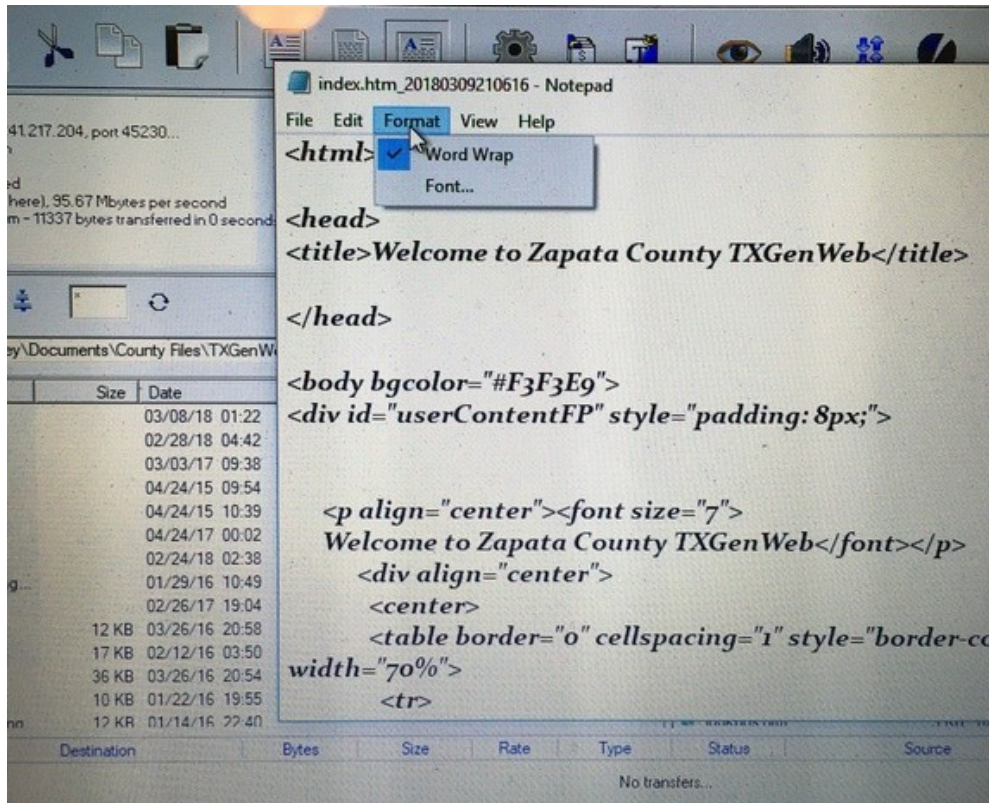 index.htm_20180309210616 - Notepad
File Edit Format View Help
Word Wrap
Font...
<html>
<head>
<title>Welcome to Zapata County TXGenWeb</title>
</head>
<body bgcolor="#F3F3E9">
<div id="userContentFP" style="padding: 8px;">
<p align="center"><font size="7">
Welcome to Zapata County TXGenWeb</font></p>
<div align="center">
<center>
<table border="0" cellspacing="1" style="border-co
width="70%">
<tr>
41.217.204, port 45230...
here), 95.67 Mbytes per second
m - 11337 bytes transferred in 0 second
ey\Documents\County Files\TXGenW
Size Date
03/08/18 01:22
02/28/18 04:42
03/03/17 09:38
04/24/15 09:54
04/24/15 10:39
04/24/17 00:02
02/24/18 02:38
01/29/16 10:49
02/26/17 19:04
12 KB 03/26/16 20:58
17 KB 02/12/16 03:50
36 KB 03/26/16 20:54
10 KB 01/22/16 19:55
12 KB 01/14/16 22:40
Destination Bytes Size Rate Type Status Source
No transfers...